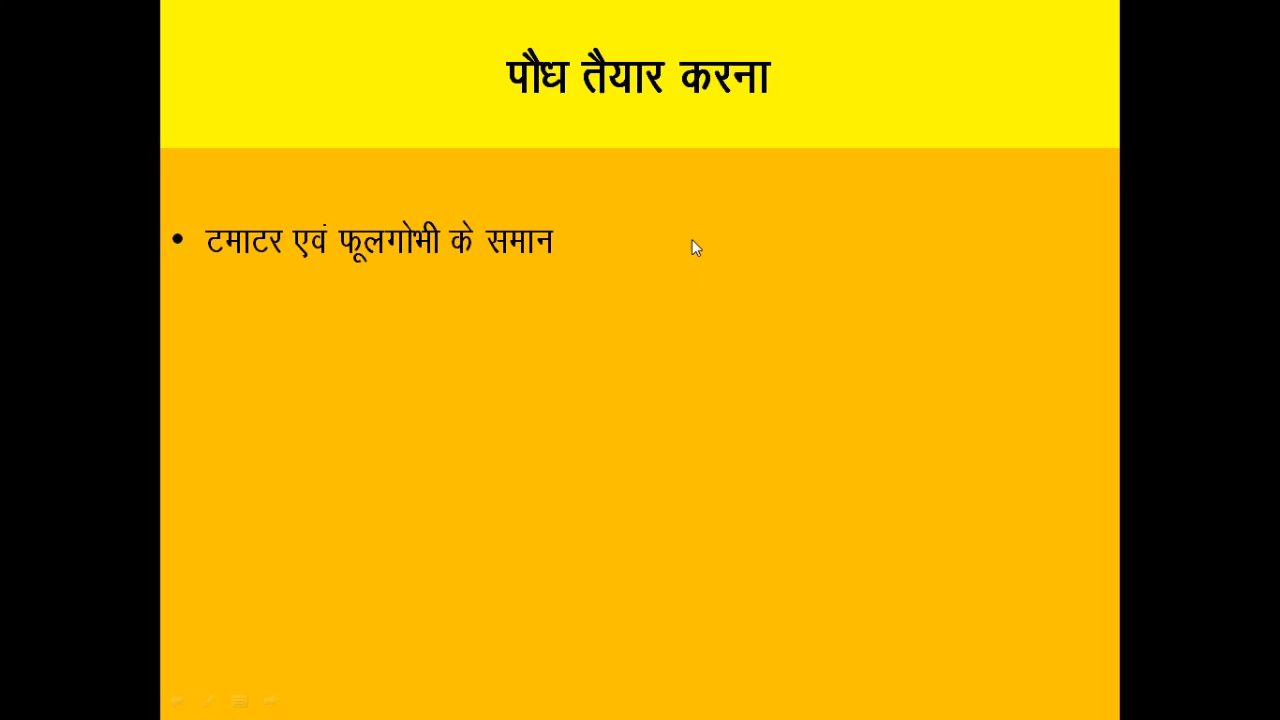 पौध तैयार करना
• टमाटर एवं फूलगोभी के समान